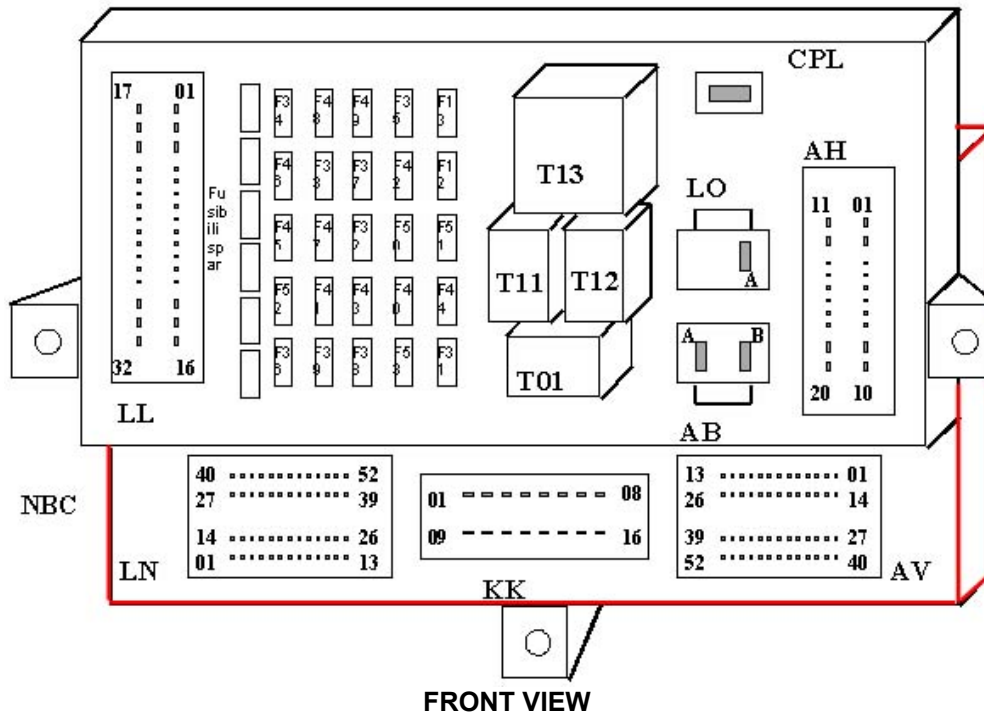 CPL
17 01
F34 F48 F49 F35 F13
AH
T13
F46 F37 F42 F12
LO
Fu
sib
ili
sp
ar
11 01
F45 F47 F32 F50 F51
T11 T12
A
F52 F41 F43 F40 F44
A B
32 16
F36 F39 F53 F31
T01
20 10
LL
AB
NBC
40 52
27 39
14 26
01 13
LN
01 08
09 16
KK
13 01
26 14
39 27
52 40
AV
FRONT VIEW